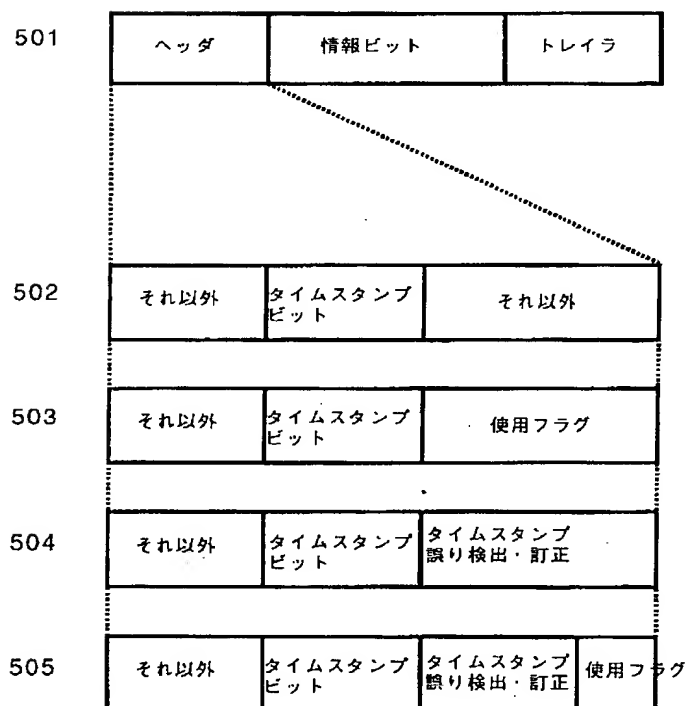 501 ヘッダ 情報ビット トレイラ
502 それ以外 タイムスタンプ それ以外
ビット
503 それ以外 タイムスタンプ 使用フラグ
ビット
504 それ以外 タイムスタンプ タイムスタンプ
ビット 誤り検出・訂正
505 それ以外 タイムスタンプ タイムスタンプ 使用フラグ
ビット 誤り検出・訂正